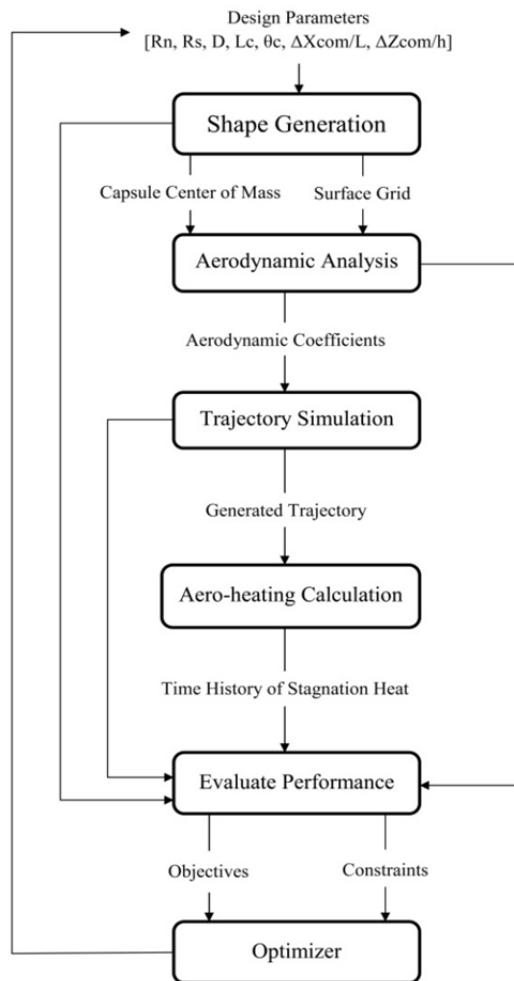 Design Parameters
[Rn, Rs, D, Lc, θc, ΔXcom/L, ΔZcom/h]
Shape Generation
Capsule Center of Mass
Surface Grid
Aerodynamic Analysis
Aerodynamic Coefficients
Trajectory Simulation
Generated Trajectory
Aero-heating Calculation
Time History of Stagnation Heat
Evaluate Performance
Objectives
Constraints
Optimizer